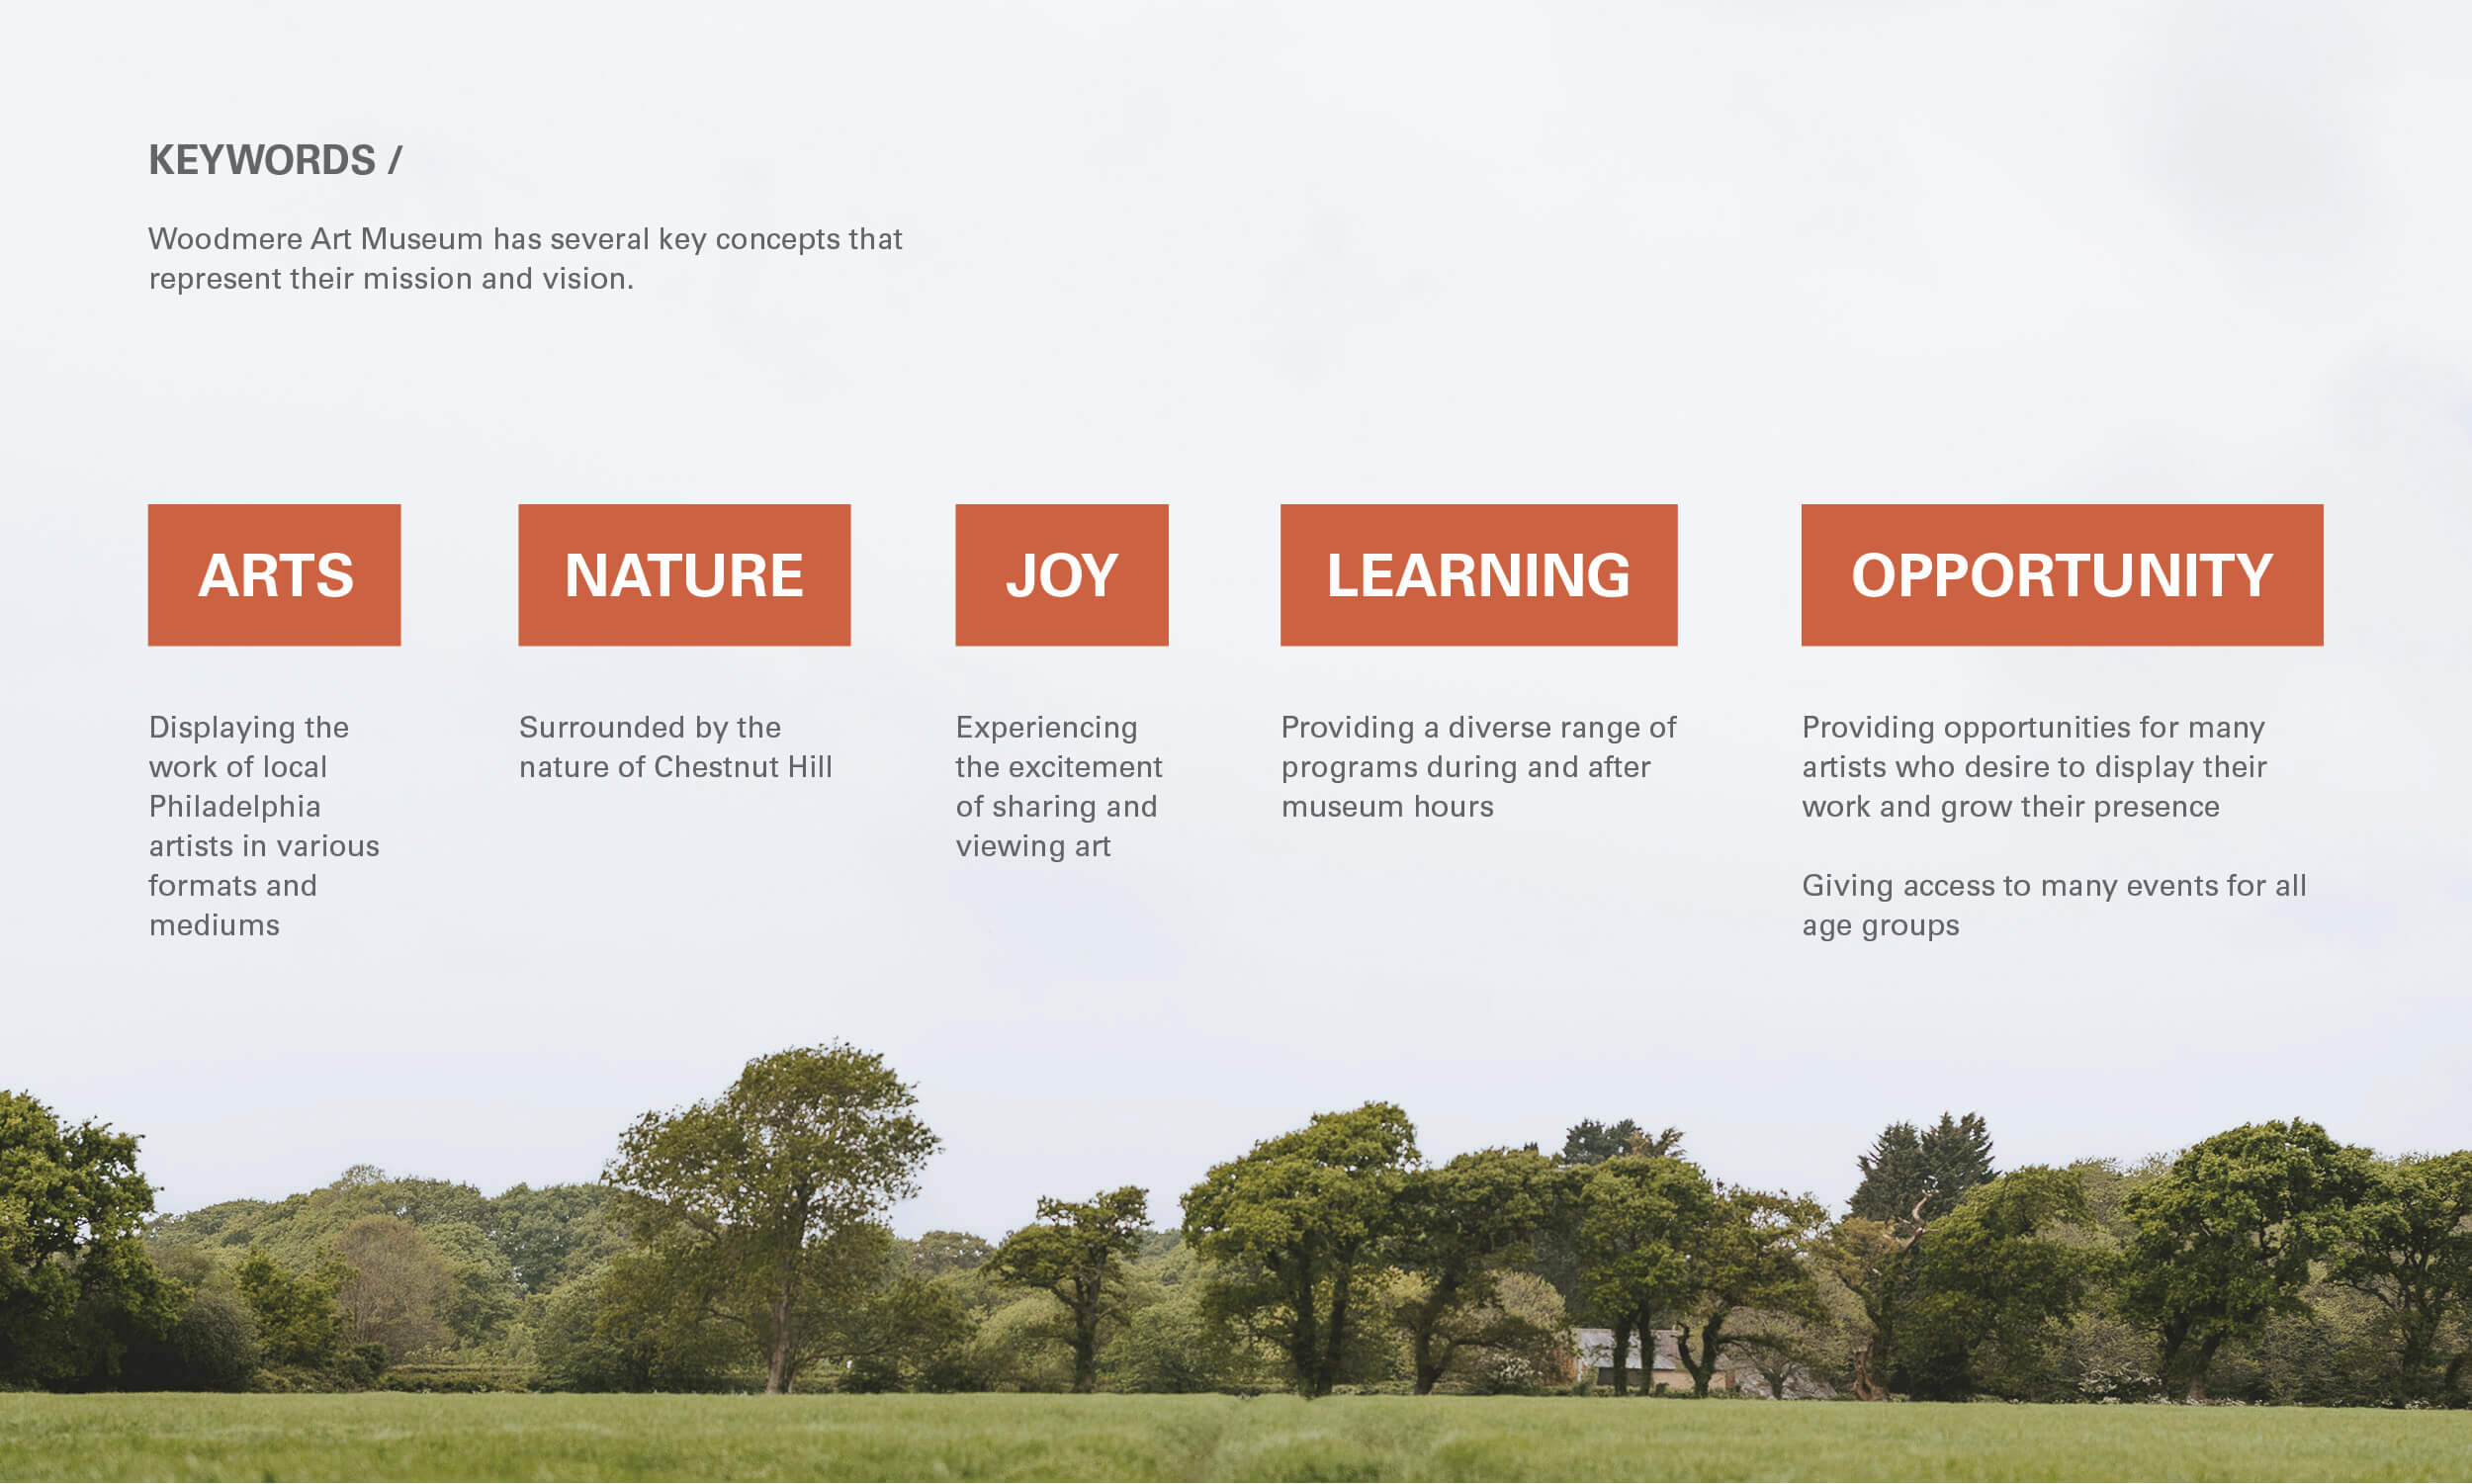 KEYWORDS /
Woodmere Art Museum has several key concepts that
represent their mission and vision.
ARTS
Displaying the
work of local
Philadelphia
artists in various
formats and
mediums
NATURE
Surrounded by the
nature of Chestnut Hill
JOY
Experiencing
the excitement
of sharing and
viewing art
LEARNING
Providing a diverse range of
programs during and after
museum hours
OPPORTUNITY
Providing opportunities for many
artists who desire to display their
work and grow their presence
Giving access to many events for all
age groups